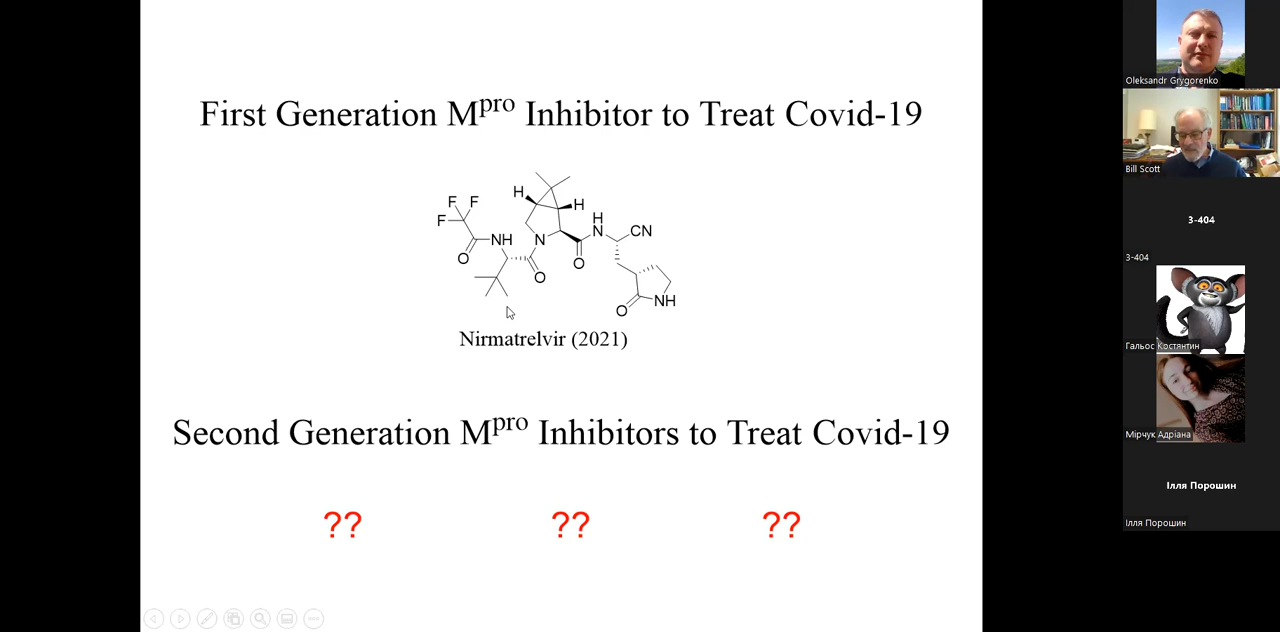 First Generation Mpro Inhibitor to Treat Covid-19
F F
F
O
NH
H
H
N
O
O
H
N
CN
O
NH
Nirmatrelvir (2021)
Second Generation Mpro Inhibitors to Treat Covid-19
?? ?? ??
Oleksandr Grygorenko
Bill Scott
3-404
3-404
Гальос Костянтин
Мірчук Адріана
Ілля Порошин
Ілля Порошин